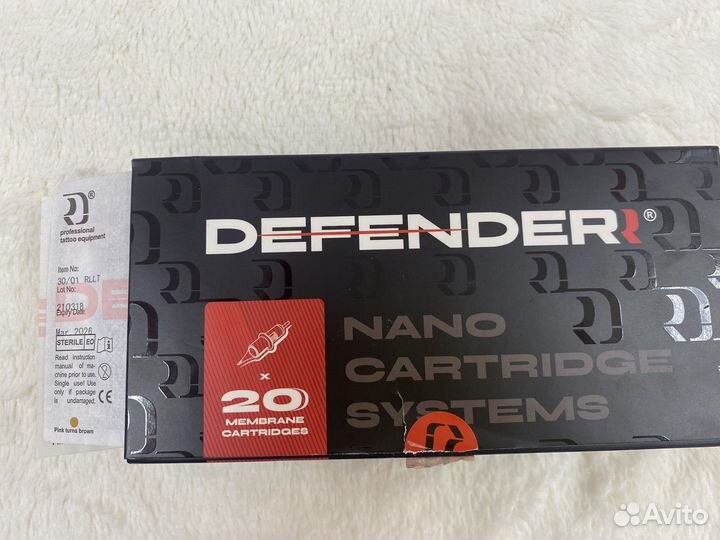 professional
tattoo equipment
Item No:
30/01 RLLT
Lot No:
210318
Expiry Date:
Mar 2026
STERILE EO
Read instruction
manual of ma-
chine prior to use.
Single use! Use
only if package
is undamaged.
Pink turns brown
DEFENDERR®
NANO
CARTRIDGE
SYSTEMS
x
20
MEMBRANE
CARTRIDGES
Avito